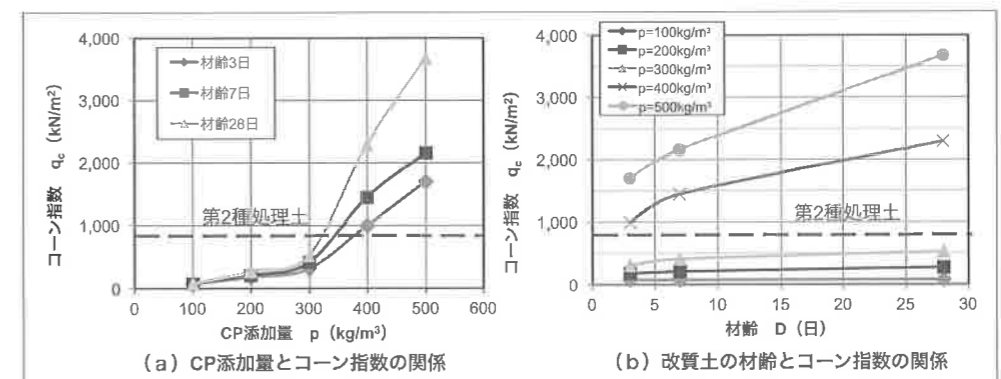 4,000
3,000
2,000
1,000
0
コーン指数 qc (kN/m²)
材齢3日
材齢7日
材齢28日
第2種処理土
0 100 200 300 400 500 600
CP添加量 p (kg/m³)
(a) CP添加量とコーン指数の関係
4,000
3,000
2,000
1,000
0
コーン指数 qc (kN/m²)
p=100kg/m³
p=200kg/m³
p=300kg/m³
p=400kg/m³
p=500kg/m³
第2種処理土
0 5 10 15 20 25 30
材齢 D (日)
(b) 改質土の材齢とコーン指数の関係